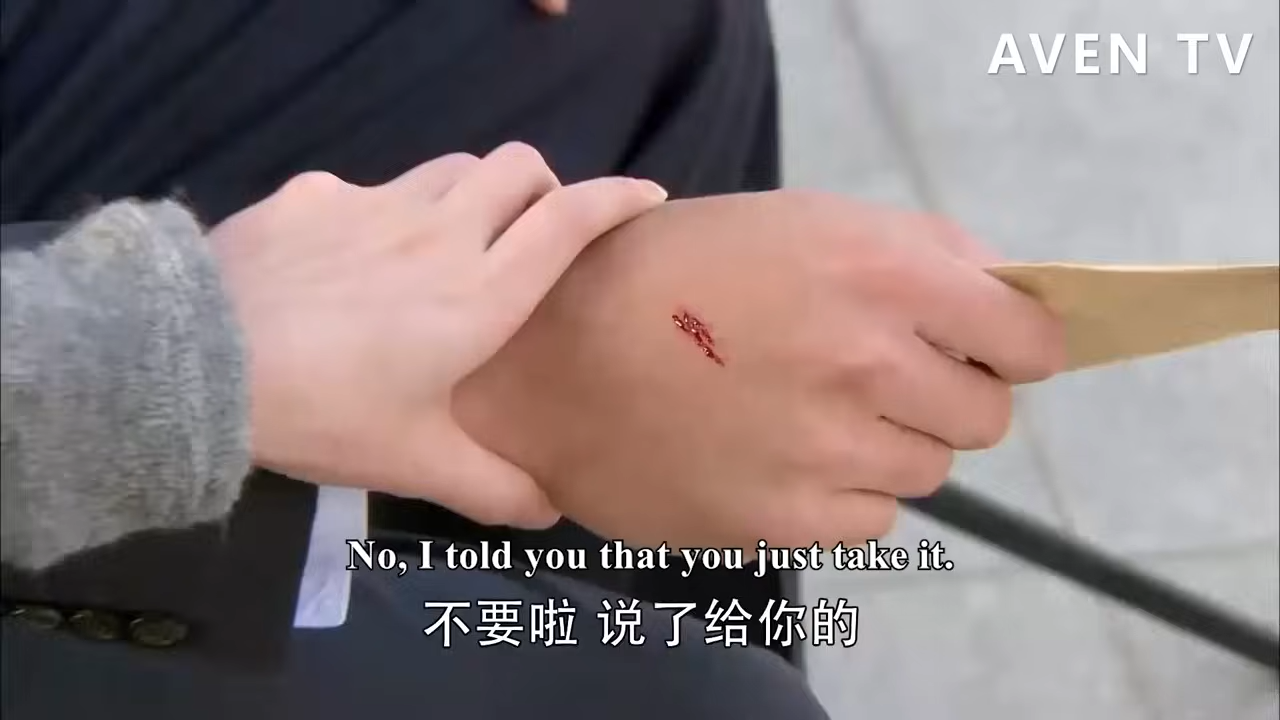 AVEN TV
No, I told you that you just take it.
不要啦 说了给你的